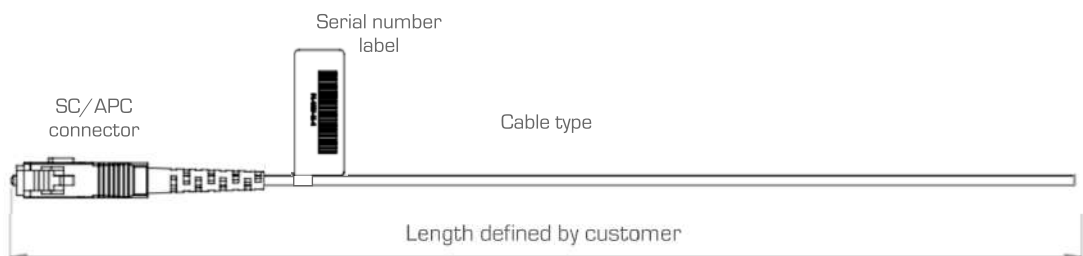 Serial number
label
SC/APC
connector
Cable type
Length defined by customer